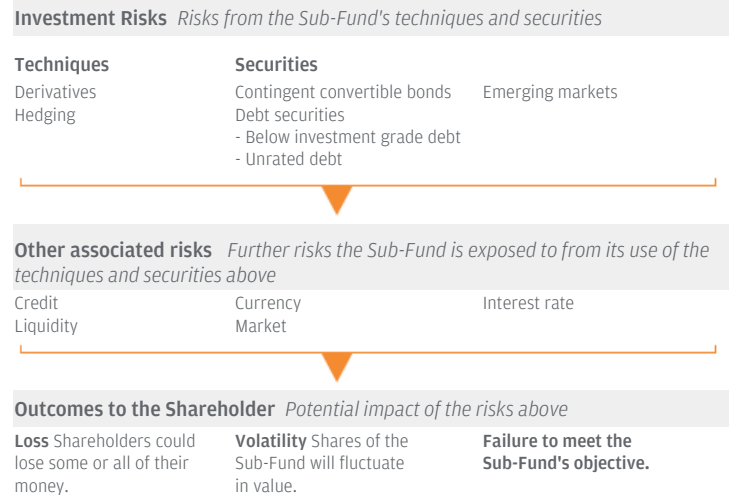 Investment Risks Risks from the Sub-Fund's techniques and securities
Techniques
Derivatives
Hedging
Securities
Contingent convertible bonds
Debt securities
- Below investment grade debt
- Unrated debt
Emerging markets
Other associated risks Further risks the Sub-Fund is exposed to from its use of the
techniques and securities above
Credit
Liquidity
Currency
Market
Interest rate
Outcomes to the Shareholder Potential impact of the risks above
Loss Shareholders could
lose some or all of their
money.
Volatility Shares of the
Sub-Fund will fluctuate
in value.
Failure to meet the
Sub-Fund's objective.